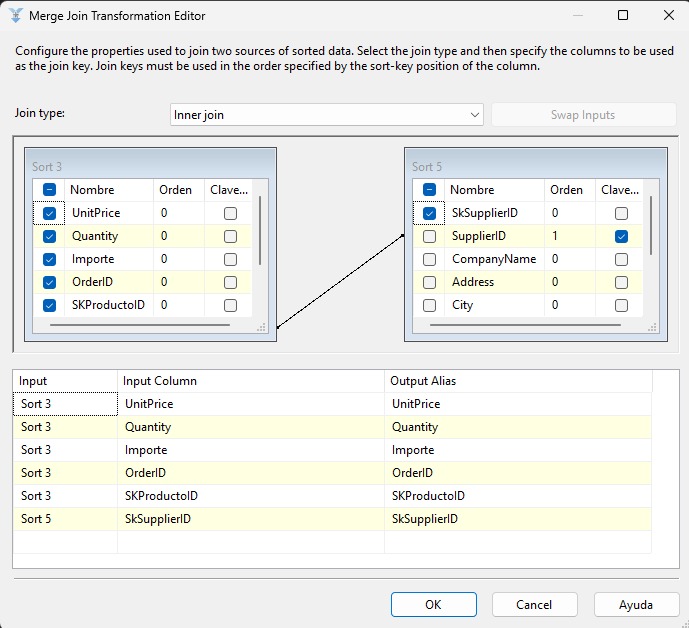 Merge Join Transformation Editor
Configure the properties used to join two sources of sorted data. Select the join type and then specify the columns to be used
as the join key. Join keys must be used in the order specified by the sort-key position of the column.
Join type: Inner join Swap Inputs
Sort 3
Nombre Orden Clave...
UnitPrice 0
Quantity 0
Importe 0
OrderID 0
SKProductoID 0
Sort 5
Nombre Orden Clave...
SkSupplierID 0
SupplierID 1
CompanyName 0
Address 0
City 0
Input Input Column Output Alias
Sort 3 UnitPrice UnitPrice
Sort 3 Quantity Quantity
Sort 3 Importe Importe
Sort 3 OrderID OrderID
Sort 3 SKProductoID SKProductoID
Sort 5 SkSupplierID SkSupplierID
OK Cancel Ayuda